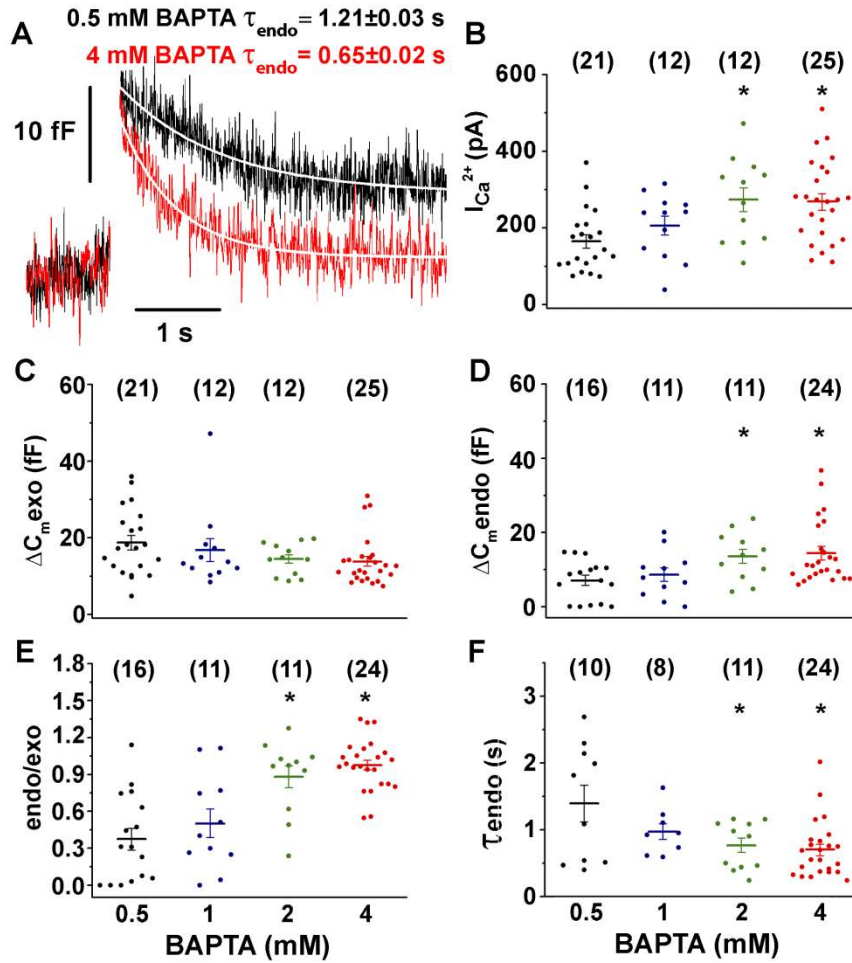 A
0.5 mM BAPTA τendo= 1.21±0.03 s
4 mM BAPTA τendo= 0.65±0.02 s
10 fF
1 s
B
(21) (12) (12) (25)
* *
600
400
200
0
ICa2+ (pA)
C
(21) (12) (12) (25)
60
40
20
0
ΔCmexo (fF)
D
(16) (11) (11) (24)
* *
60
40
20
0
ΔCmendo (fF)
E
(16) (11) (11) (24)
* *
1.8
1.5
1.2
0.9
0.6
0.3
0.0
endo/exo
0.5 1 2 4
BAPTA (mM)
F
(10) (8) (11) (24)
* *
3
2
1
0
τendo (s)
0.5 1 2 4
BAPTA (mM)